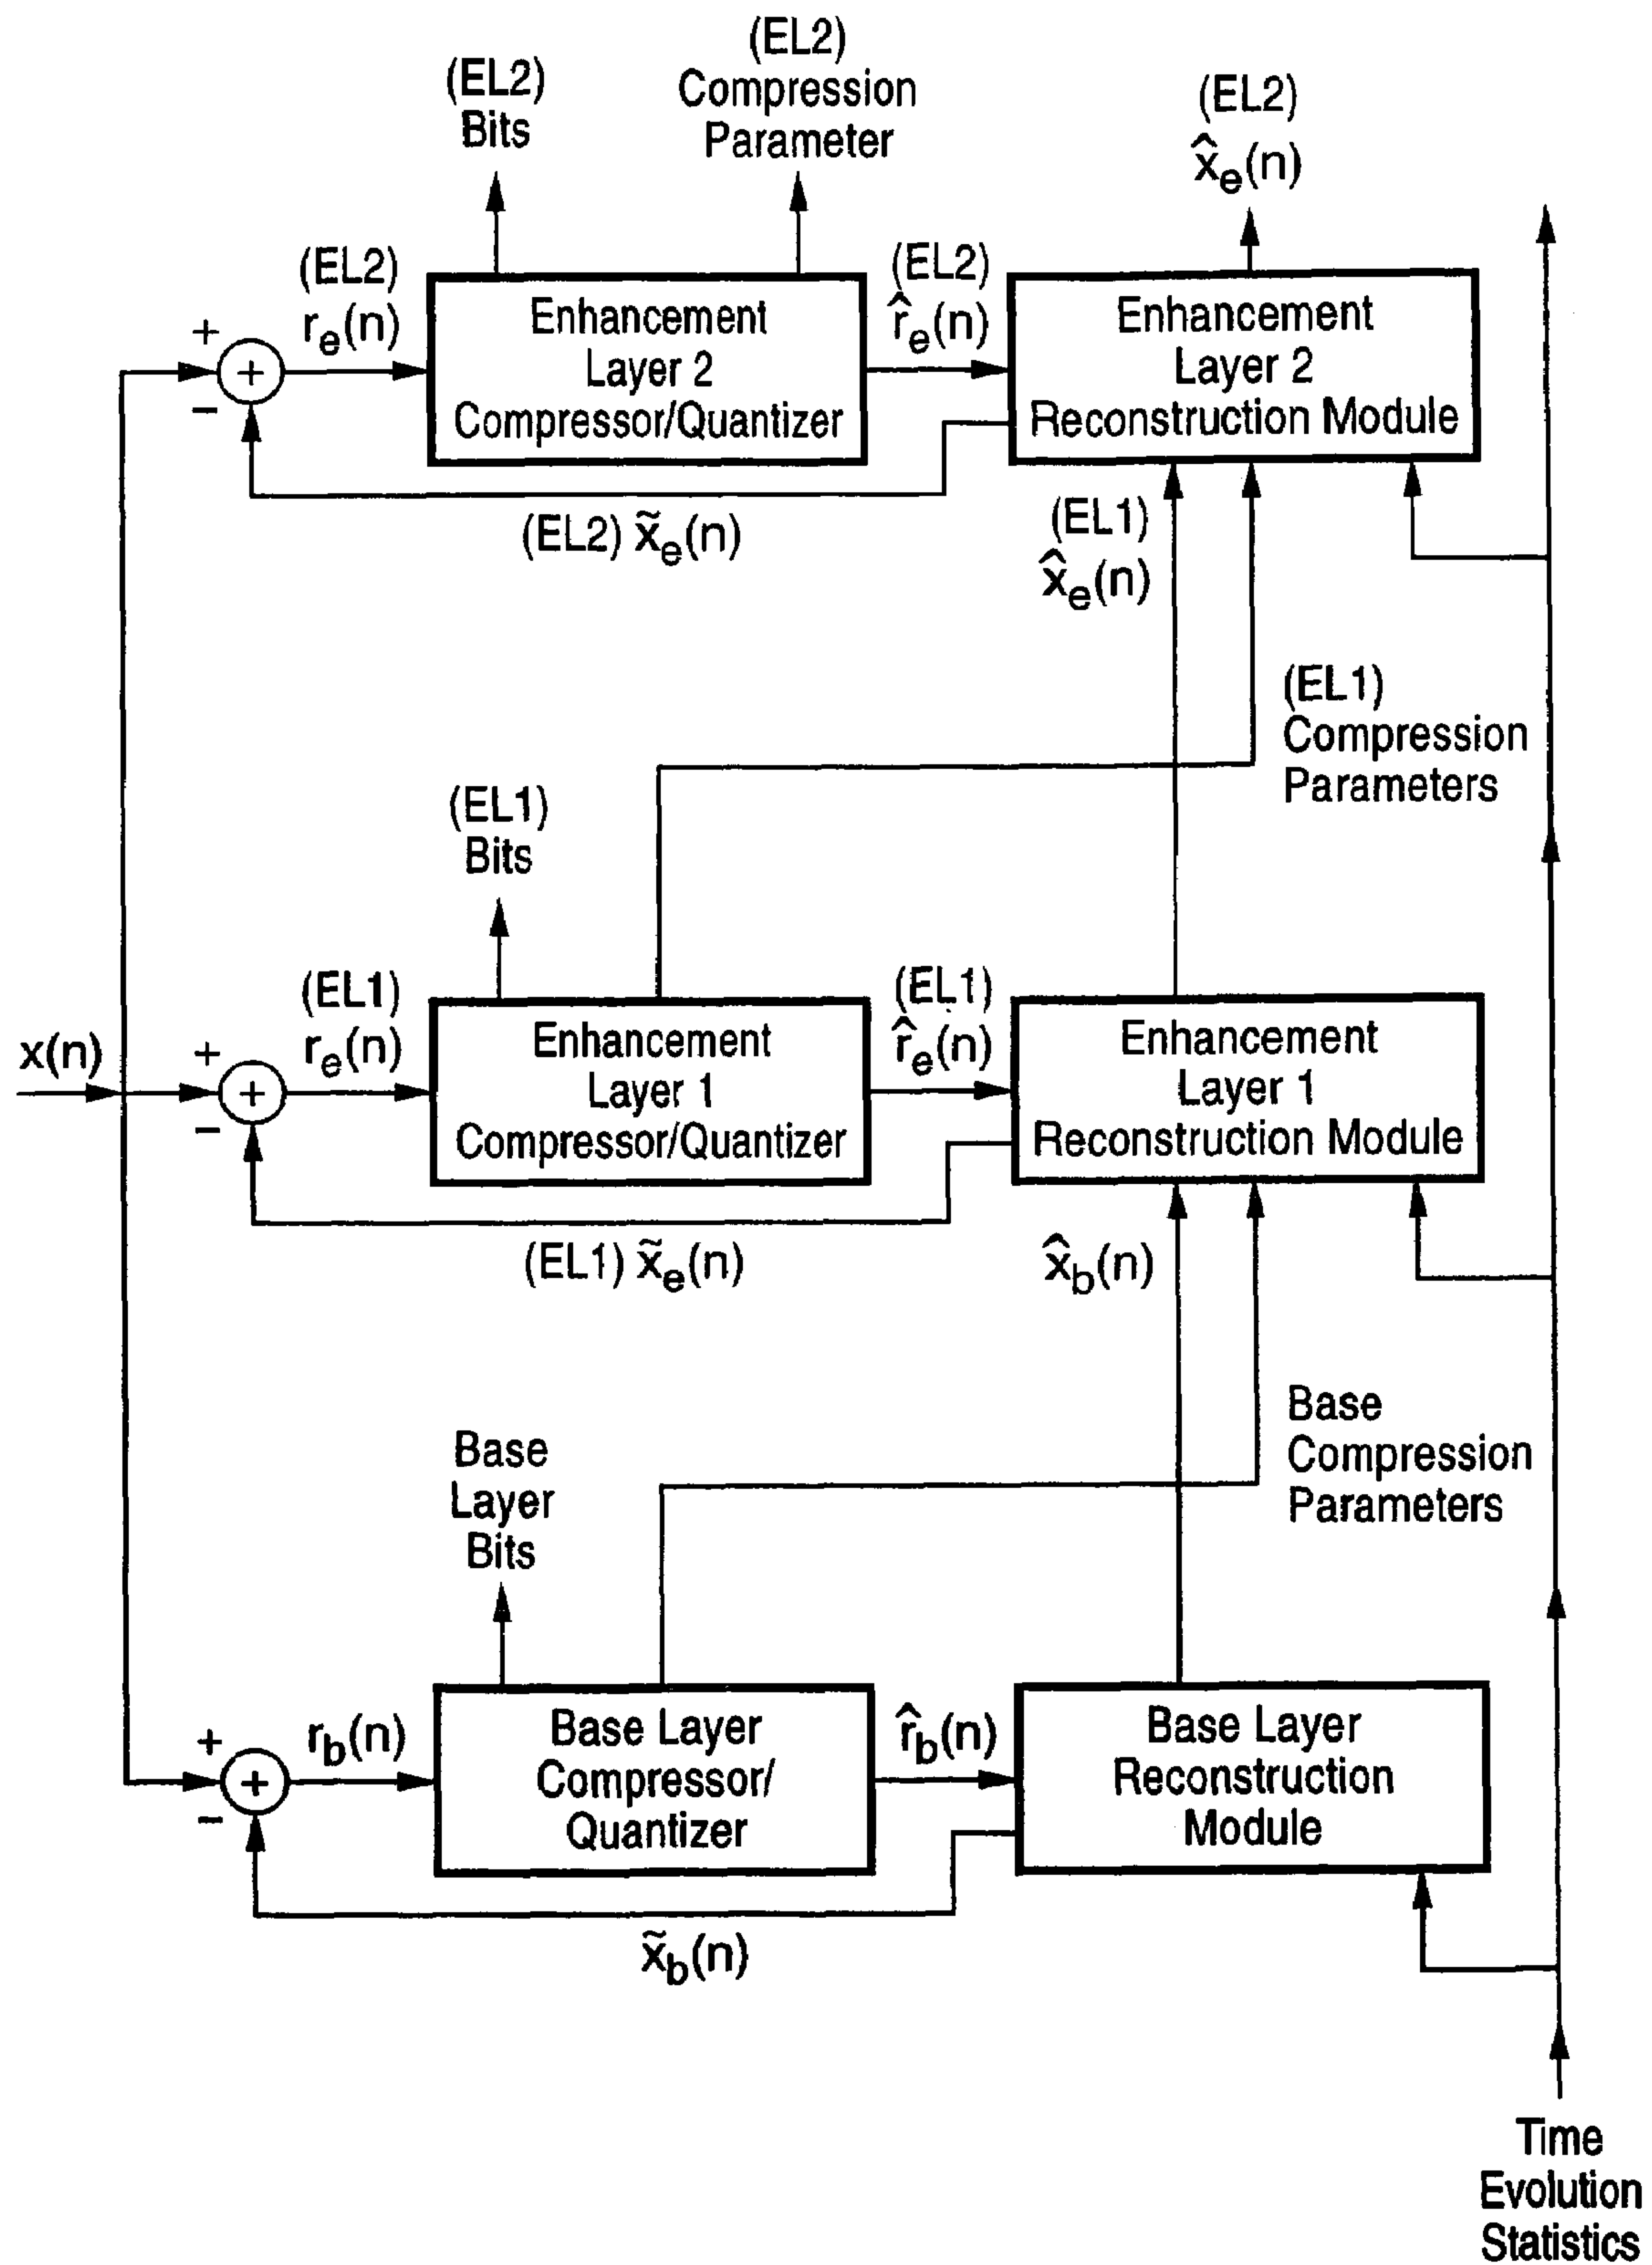 (EL2)
Bits
(EL2)
Compression
Parameter
(EL2)
x̂e(n)
+
−
+
(EL2)
re(n)
Enhancement
Layer 2
Compressor/Quantizer
(EL2)
r̂e(n)
Enhancement
Layer 2
Reconstruction Module
(EL2) x̃e(n)
(EL1)
x̂e(n)
(EL1)
Compression
Parameters
(EL1)
Bits
x(n)
+
−
+
(EL1)
re(n)
Enhancement
Layer 1
Compressor/Quantizer
(EL1)
r̂e(n)
Enhancement
Layer 1
Reconstruction Module
(EL1) x̃e(n)
x̂b(n)
Base
Compression
Parameters
Base
Layer
Bits
+
−
+
rb(n)
Base Layer
Compressor/
Quantizer
r̂b(n)
Base Layer
Reconstruction
Module
x̃b(n)
Time
Evolution
Statistics